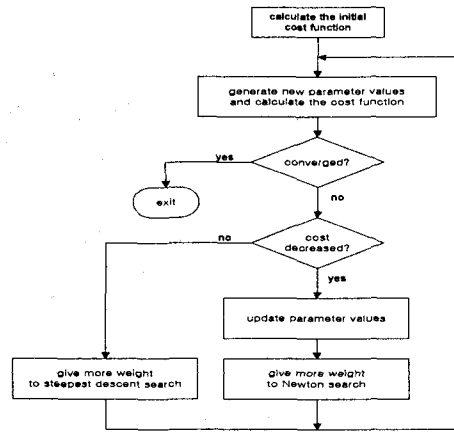 calculate the initial
cost function
generate new parameter values
and calculate the cost function
yes
converged?
exit
no
no
cost
decreased?
yes
update parameter values
give more weight
to steepest descent search
give more weight
to Newton search